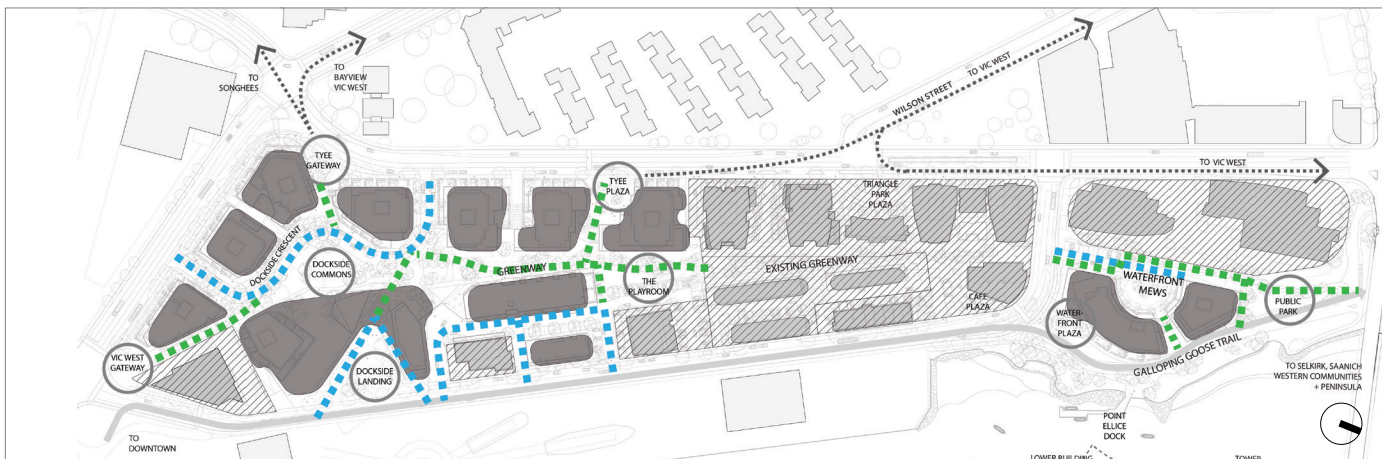 TO
SONGHEES
TO
BAYVIEW
VIC WEST
WILSON STREET
TO VIC WEST
TYEE
GATEWAY
TYEE
PLAZA
TO VIC WEST
TRIANGLE
PARK
PLAZA
DOCKSIDE CRESCENT
DOCKSIDE
COMMONS
GREENWAY
THE
PLAYROOM
EXISTING GREENWAY
CAFE
PLAZA
WATERFRONT
MEWS
WATER-
FRONT
PLAZA
PUBLIC
PARK
GALLOPING GOOSE TRAIL
VIC WEST
GATEWAY
DOCKSIDE
LANDING
TO SELKIRK, SAANICH
WESTERN COMMUNITIES
+ PENINSULA
TO
DOWNTOWN
POINT
ELLICE
DOCK
LOWER BUILDING
TOWER